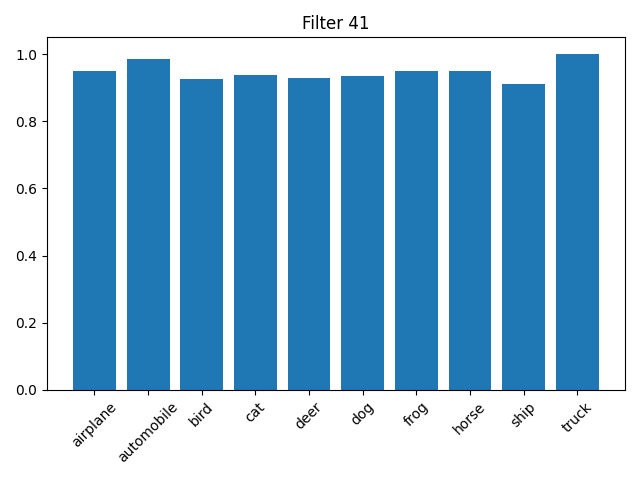 Filter 41
1.0
0.8
0.6
0.4
0.2
0.0
airplane
automobile
bird
cat
deer
dog
frog
horse
ship
truck